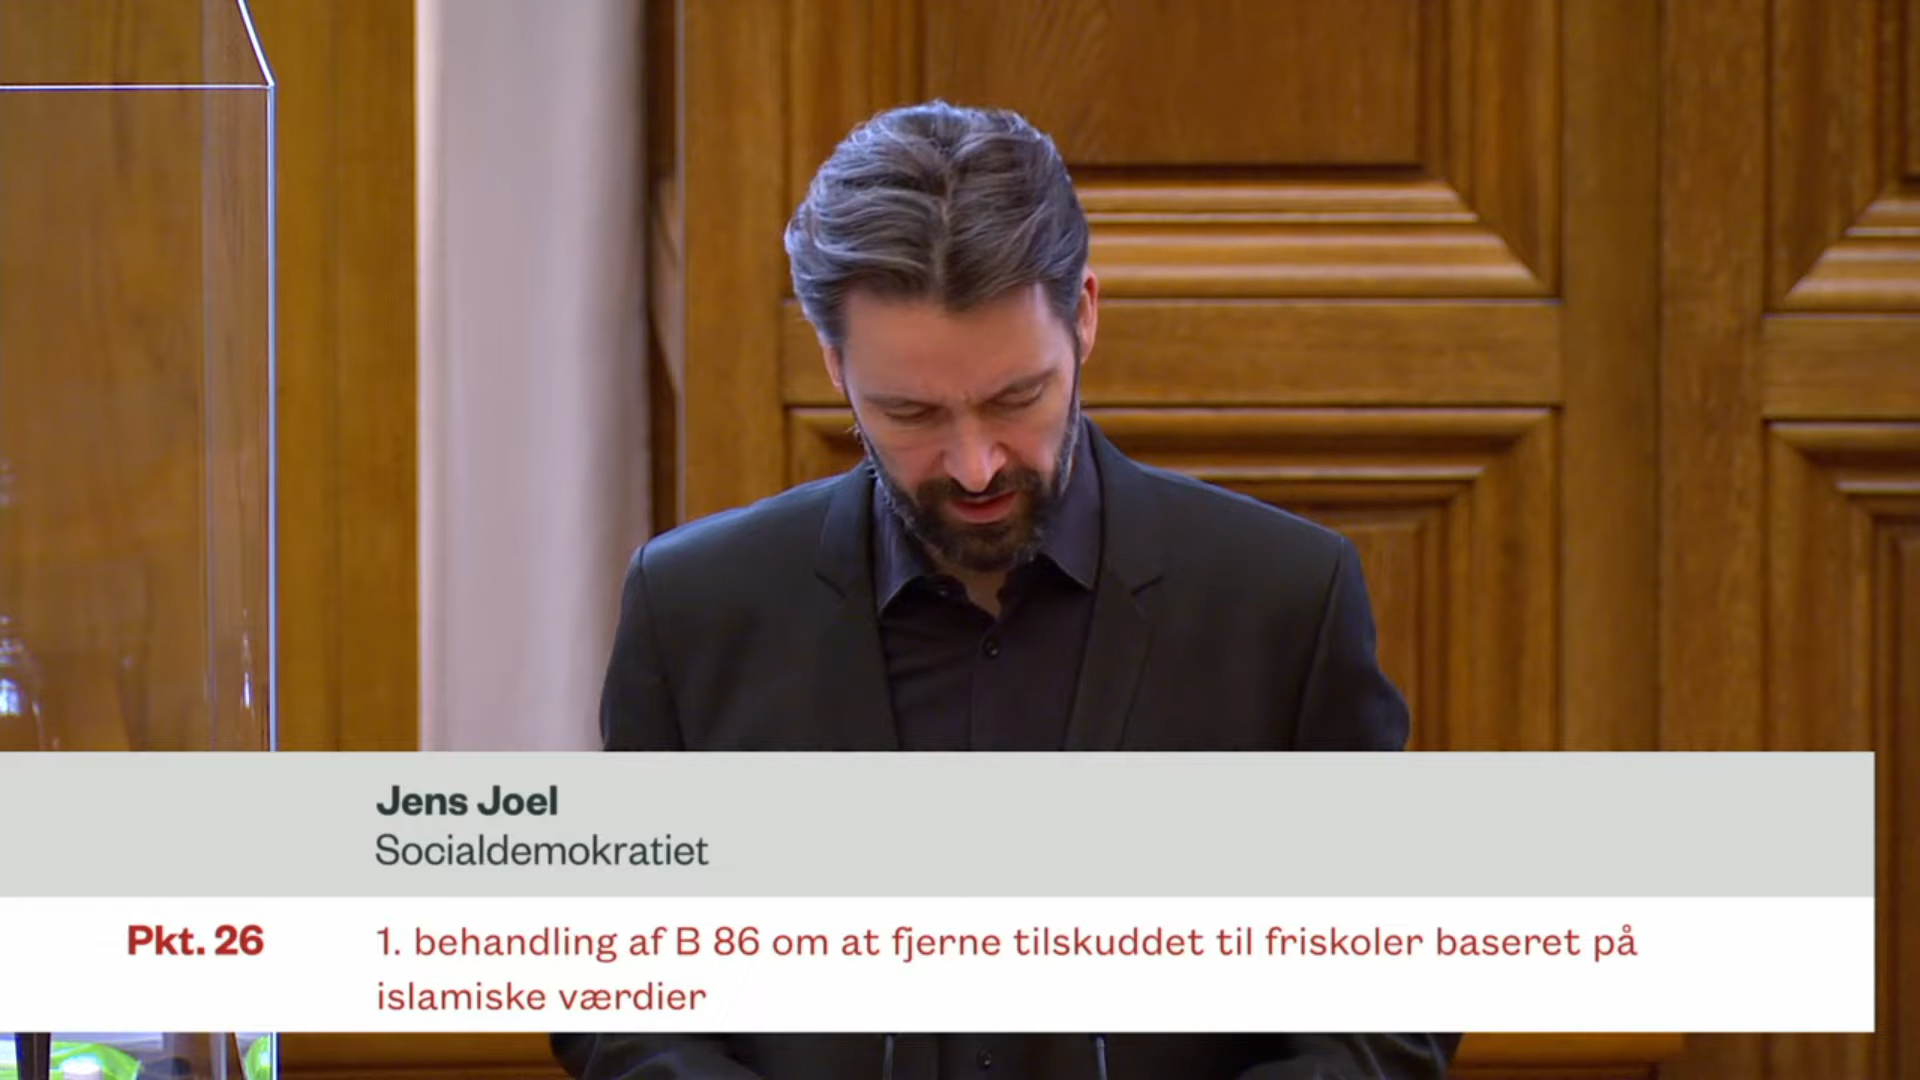 Jens Joel
Socialdemokratiet
Pkt. 26
1. behandling af B 86 om at fjerne tilskuddet til friskoler baseret på
islamiske værdier